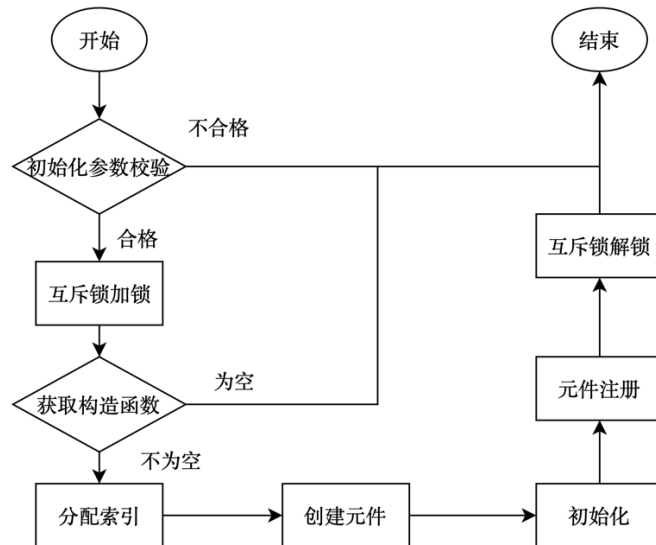 开始
结束
不合格
初始化参数校验
合格
互斥锁加锁
互斥锁解锁
为空
获取构造函数
元件注册
不为空
分配索引
创建元件
初始化